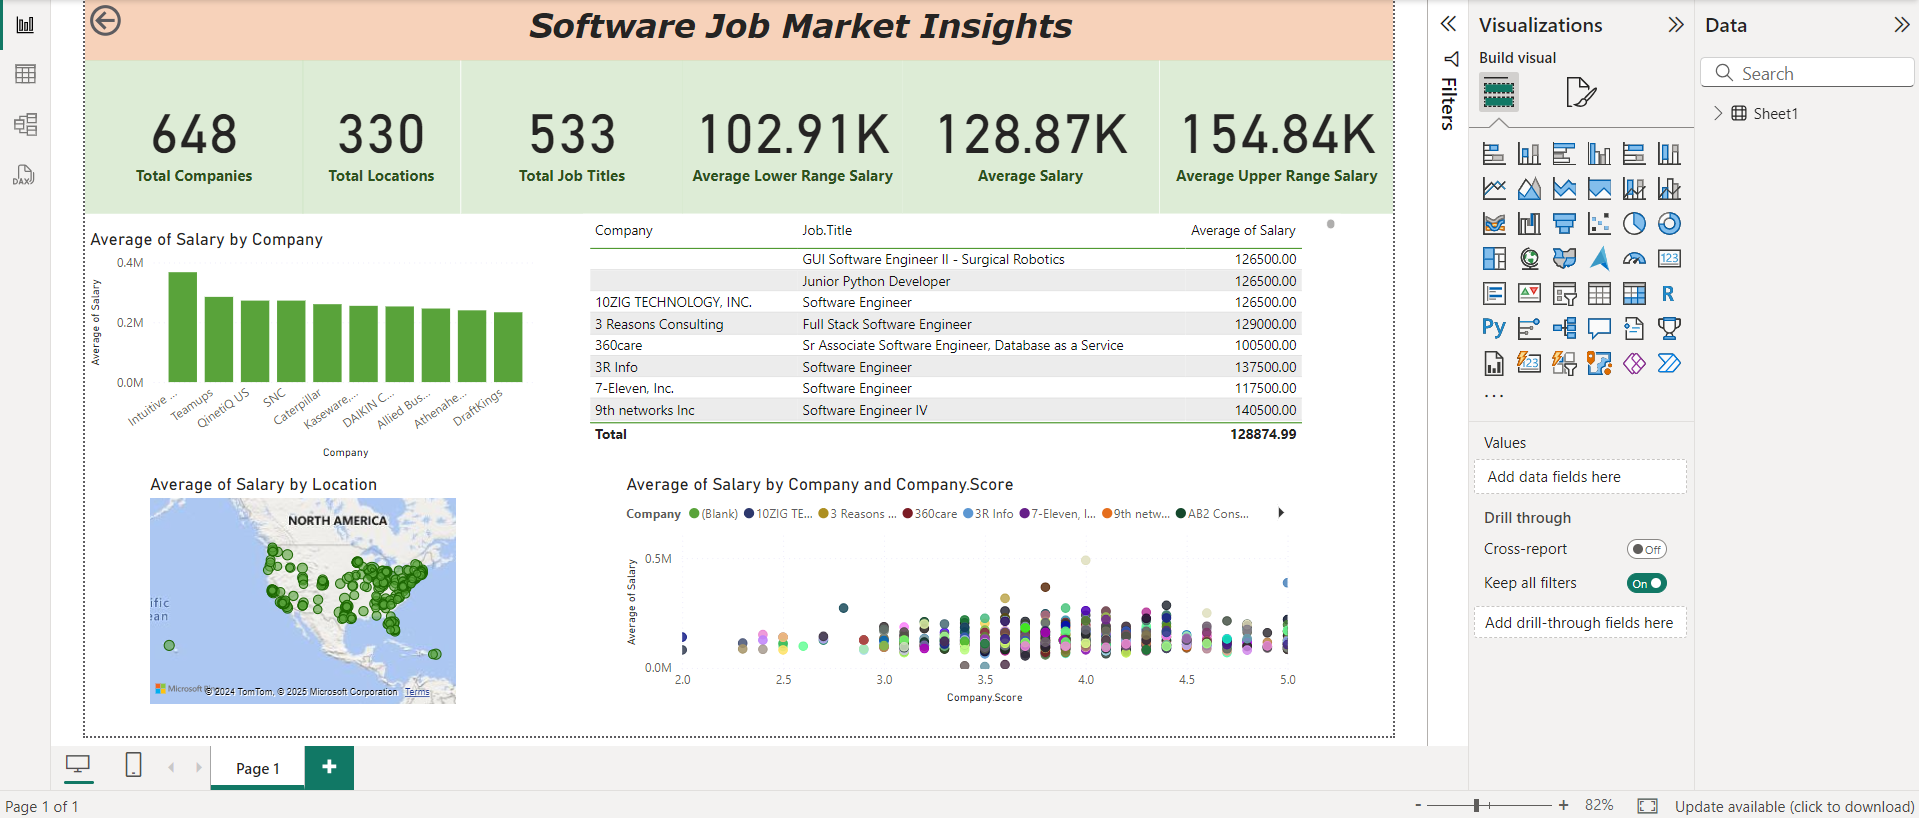 Software Job Market Insights
648
Total Companies
330
Total Locations
533
Total Job Titles
102.91K
Average Lower Range Salary
128.87K
Average Salary
154.84K
Average Upper Range Salary
Average of Salary by Company
Average of Salary
0.4M
0.2M
0.0M
Intuitive ...
Teamups
QinetiQ US
SNC
Caterpillar
Kaseware,...
DAIKIN C...
Allied Bus...
Athenahe...
DraftKings
Company
Company Job.Title Average of Salary
GUI Software Engineer II - Surgical Robotics 126500.00
Junior Python Developer 126500.00
10ZIG TECHNOLOGY, INC. Software Engineer 126500.00
3 Reasons Consulting Full Stack Software Engineer 129000.00
360care Sr Associate Software Engineer, Database as a Service 100500.00
3R Info Software Engineer 137500.00
7-Eleven, Inc. Software Engineer 117500.00
9th networks Inc Software Engineer IV 140500.00
Total 128874.99
Average of Salary by Location
NORTH AMERICA
ific
ean
Microsoft
© 2024 TomTom, © 2025 Microsoft Corporation Terms
Average of Salary by Company and Company.Score
Company (Blank) 10ZIG TE... 3 Reasons ... 360care 3R Info 7-Eleven, I... 9th netw... AB2 Cons...
Average of Salary
0.5M
0.0M
2.0 2.5 3.0 3.5 4.0 4.5 5.0
Company.Score
Filters
Visualizations
Build visual
123
R
Py
123
...
Values
Add data fields here
Drill through
Cross-report Off
Keep all filters On
Add drill-through fields here
Data
Search
Sheet1
DAX
Page 1
+
Page 1 of 1
- + 82%
Update available (click to download)